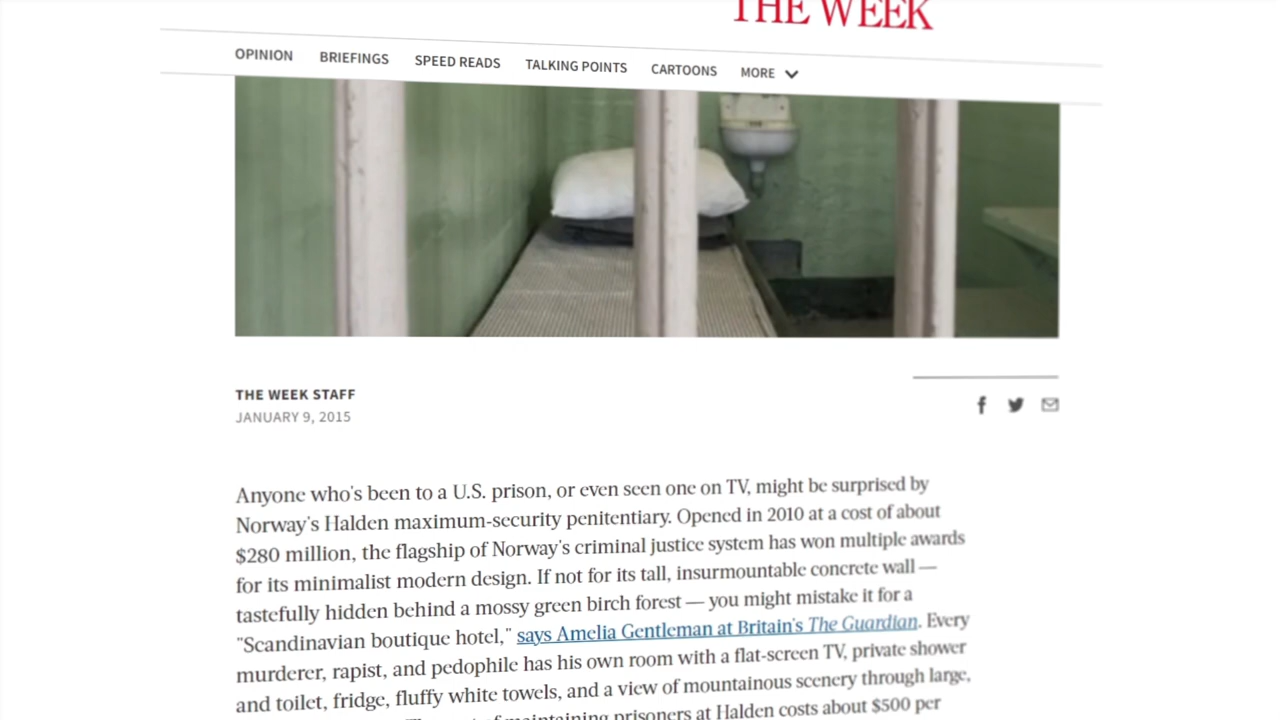 THE WEEK
OPINION BRIEFINGS SPEED READS TALKING POINTS CARTOONS MORE
THE WEEK STAFF
JANUARY 9, 2015
Anyone who's been to a U.S. prison, or even seen one on TV, might be surprised by
Norway's Halden maximum-security penitentiary. Opened in 2010 at a cost of about
$280 million, the flagship of Norway's criminal justice system has won multiple awards
for its minimalist modern design. If not for its tall, insurmountable concrete wall —
tastefully hidden behind a mossy green birch forest — you might mistake it for a
"Scandinavian boutique hotel," says Amelia Gentleman at Britain's The Guardian. Every
murderer, rapist, and pedophile has his own room with a flat-screen TV, private shower
and toilet, fridge, fluffy white towels, and a view of mountainous scenery through large,
of maintaining prisoners at Halden costs about $500 per